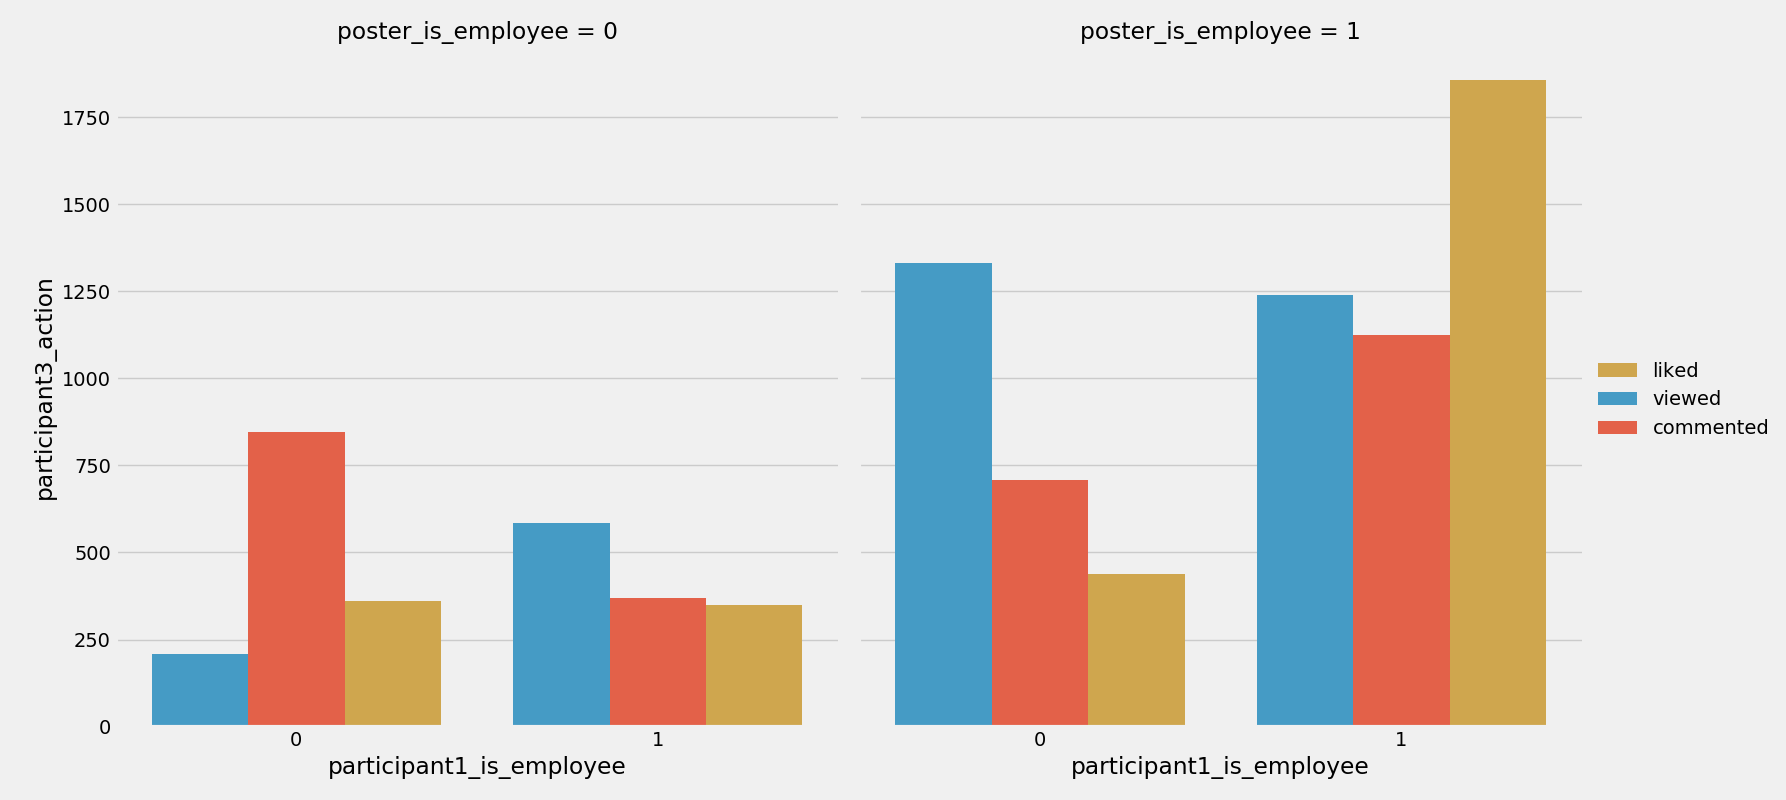 poster_is_employee = 0
poster_is_employee = 1
participant3_action
1750
1500
1250
1000
750
500
250
0
0
1
participant1_is_employee
0
1
participant1_is_employee
liked
viewed
commented